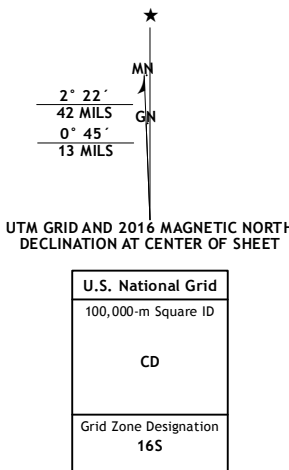 ★
MN
2° 22´
42 MILS
GN
0° 45´
13 MILS
UTM GRID AND 2016 MAGNETIC NORTH
DECLINATION AT CENTER OF SHEET
U.S. National Grid
100,000-m Square ID
CD
Grid Zone Designation
16S